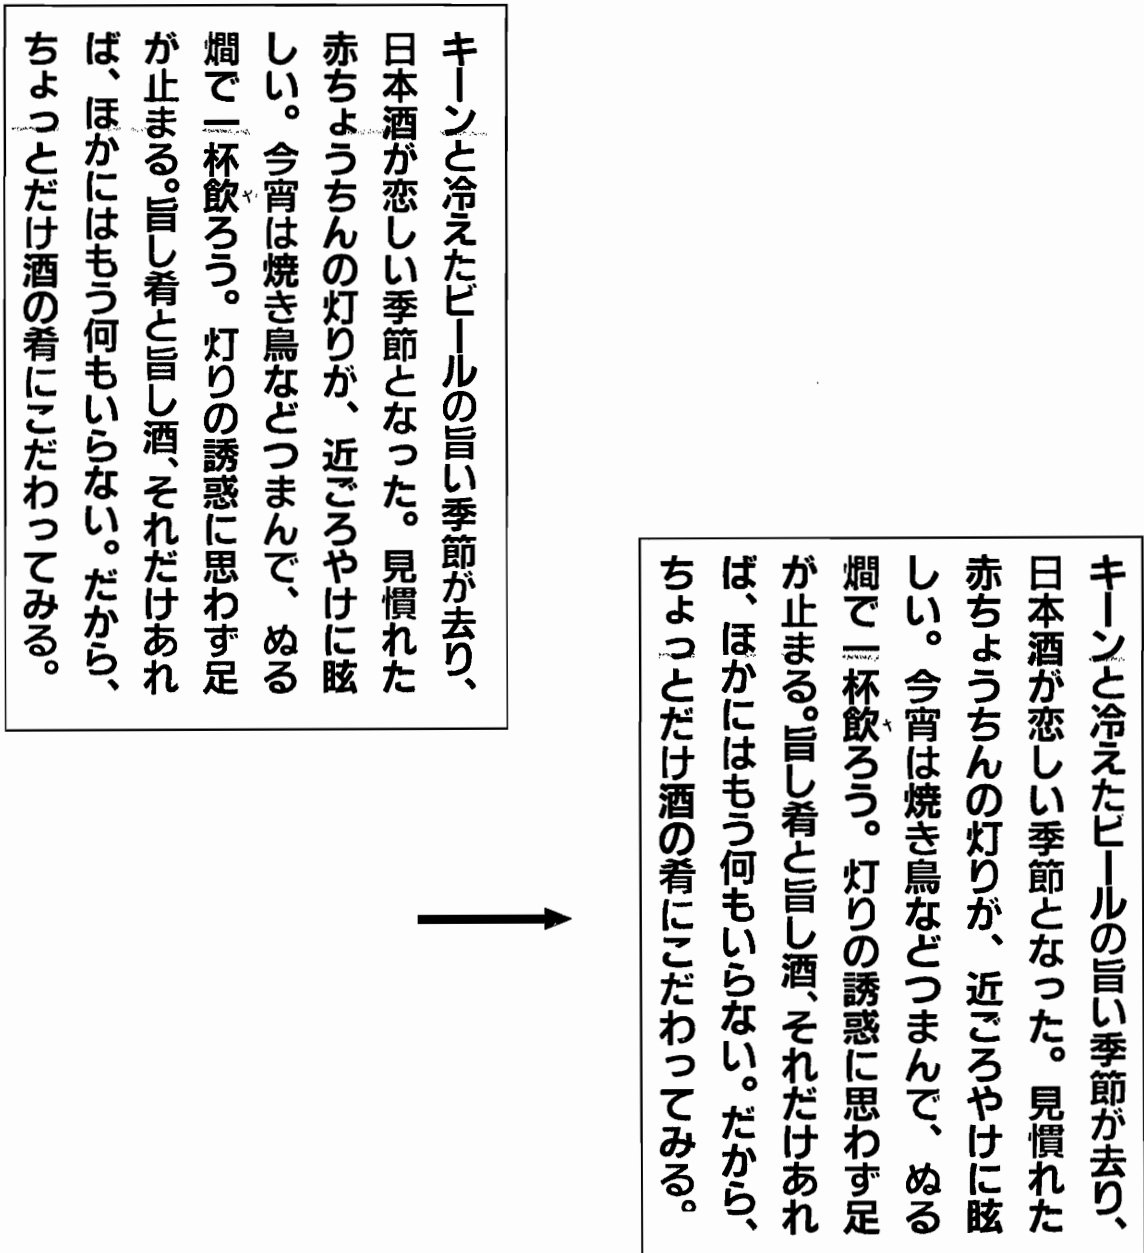 キーンと冷えたビールの旨い季節が去り、
日本酒が恋しい季節となった。見慣れた
赤ちょうちんの灯りが、近ごろやけに眩
しい。今宵は焼き鳥などつまんで、ぬる
燗で一杯飲ろう。灯りの誘惑に思わず足
が止まる。旨し肴と旨し酒、それだけあれ
ば、ほかにはもう何もいらない。だから、
ちょっとだけ酒の肴にこだわってみる。
キーンと冷えたビールの旨い季節が去り、
日本酒が恋しい季節となった。見慣れた
赤ちょうちんの灯りが、近ごろやけに眩
しい。今宵は焼き鳥などつまんで、ぬる
燗で一杯飲ろう。灯りの誘惑に思わず足
が止まる。旨し肴と旨し酒、それだけあれ
ば、ほかにはもう何もいらない。だから、
ちょっとだけ酒の肴にこだわってみる。